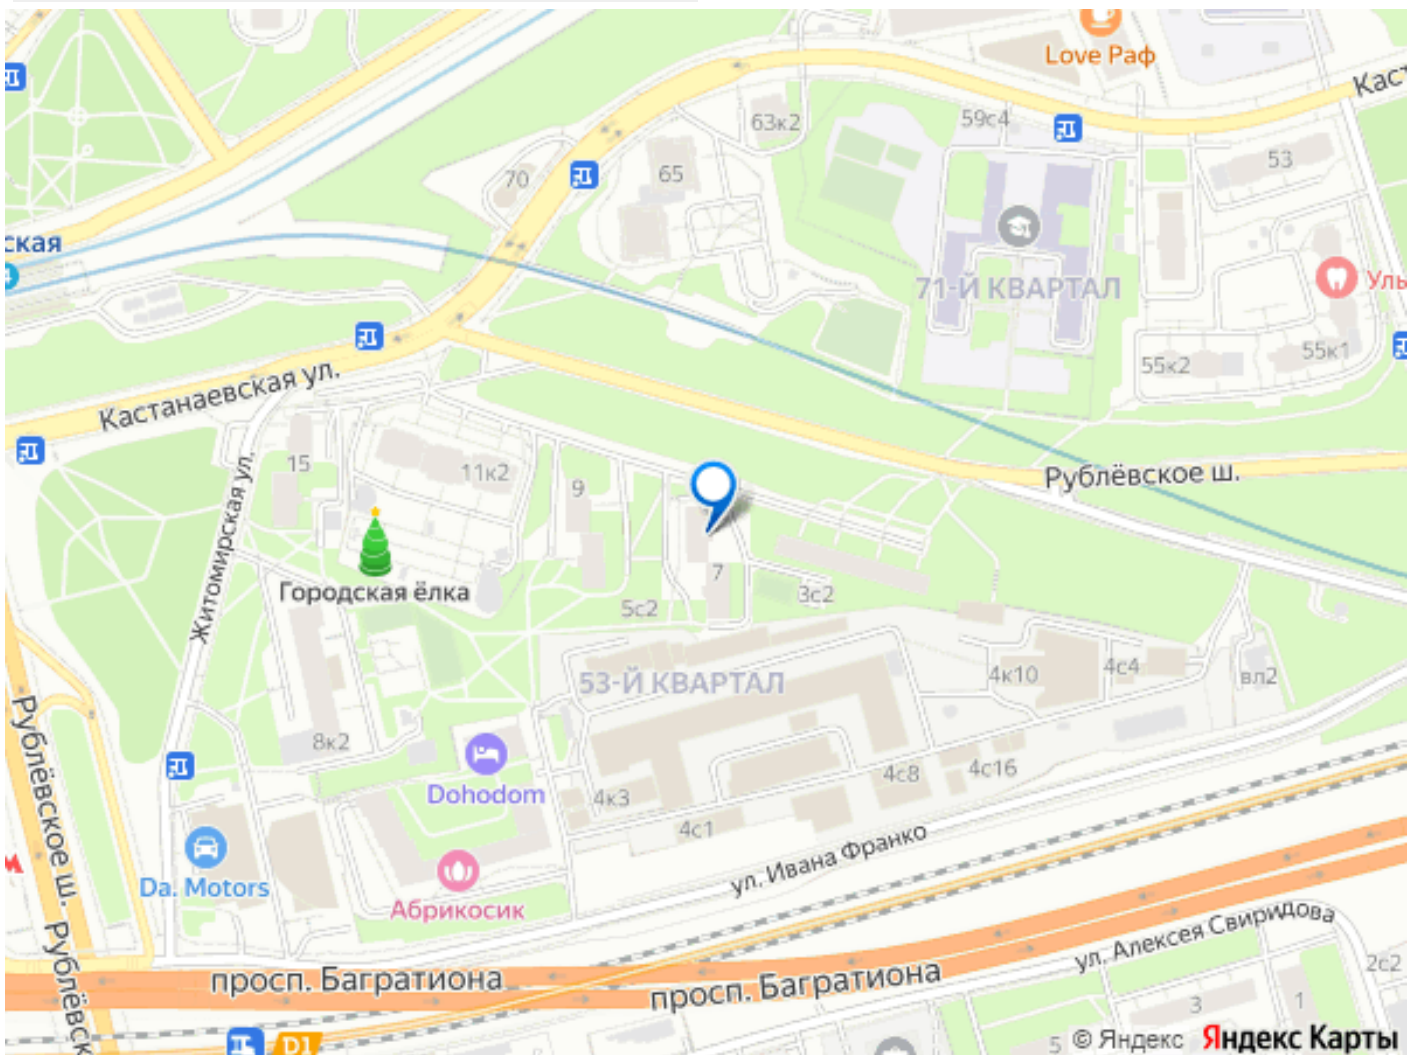 Love Раф
Каст
63к2
59с4
53
70
65
ская
4
71-Й КВАРТАЛ
Уль
55к2
55к1
Кастанаевская ул.
15
11к2
9
Рублёвское ш.
Житомирская ул.
7
Городская ёлка
5с2
3с2
53-Й КВАРТАЛ
4к10
4с4
вл2
Рублёвское ш.
8к2
Dohodom
4с8
4с16
4к3
4с1
ул. Ивана Франко
Da. Motors
Абрикосик
ул. Алексея Свиридова
Рублёвск
просп. Багратиона
просп. Багратиона
2с2
3
1
5
D1
© Яндекс Яндекс Карты